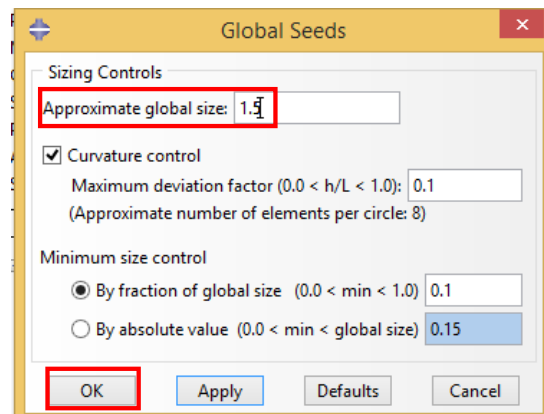 Global Seeds
Sizing Controls
Approximate global size: 1.5
Curvature control
Maximum deviation factor (0.0 < h/L < 1.0): 0.1
(Approximate number of elements per circle: 8)
Minimum size control
By fraction of global size (0.0 < min < 1.0) 0.1
By absolute value (0.0 < min < global size) 0.15
OK Apply Defaults Cancel